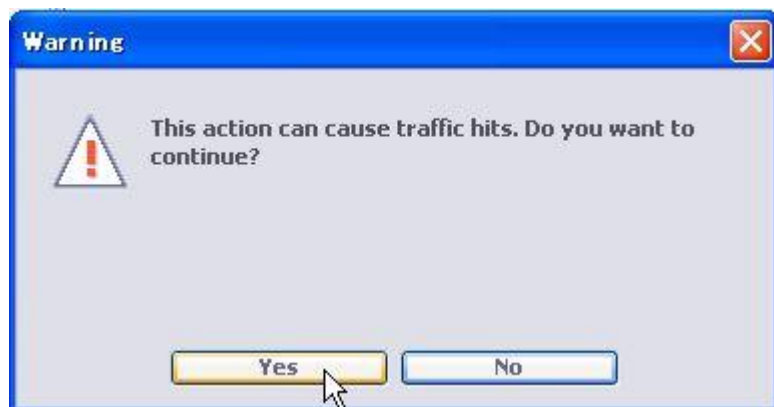 Warning
This action can cause traffic hits. Do you want to
continue?
Yes
No